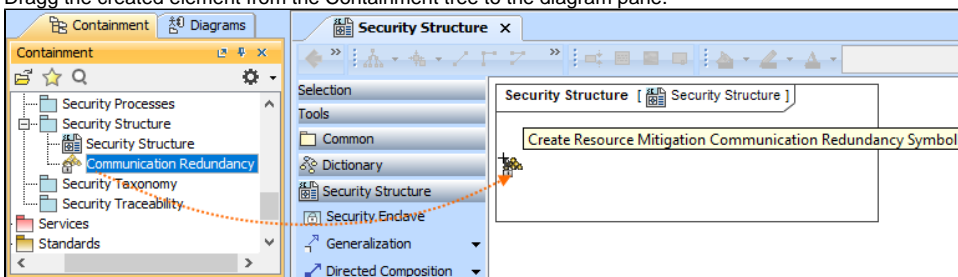 Dragg the created element from the Containment tree to the diagram pane.
Containment
Diagrams
Containment
Security Processes
Security Structure
Security Structure
Communication Redundancy
Security Taxonomy
Security Traceability
Services
Standards
Security Structure
Selection
Tools
Common
Dictionary
Security Structure
Security Enclave
Generalization
Directed Composition
Security Structure [ Security Structure ]
Create Resource Mitigation Communication Redundancy Symbol